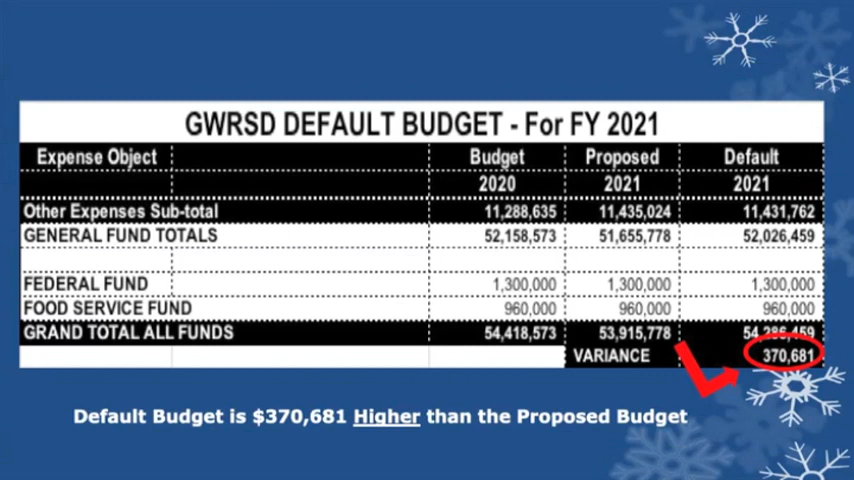 GWRSD DEFAULT BUDGET - For FY 2021
Expense Object Budget Proposed Default
2020 2021 2021
Other Expenses Sub-total 11,288,635 11,435,024 11,431,762
GENERAL FUND TOTALS 52,158,573 51,655,778 52,026,459
FEDERAL FUND 1,300,000 1,300,000 1,300,000
FOOD SERVICE FUND 960,000 960,000 960,000
GRAND TOTAL ALL FUNDS 54,418,573 53,915,778 54,286,459
VARIANCE 370,681
Default Budget is $370,681 Higher than the Proposed Budget